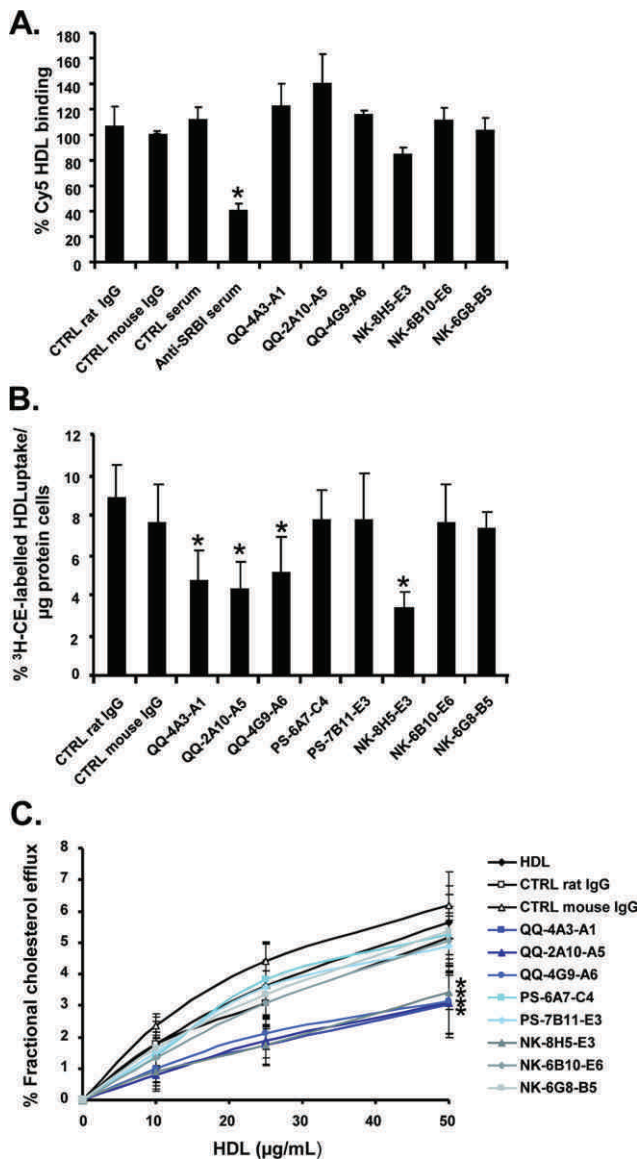 A.
% Cy5 HDL binding
180
160
140
120
100
80
60
40
20
0
*
CTRL rat IgG
CTRL mouse IgG
CTRL serum
Anti-SRBI serum
QQ-4A3-A1
QQ-2A10-A5
QQ-4G9-A6
NK-8H5-E3
NK-6B10-E6
NK-6G8-B5
B.
% ³H-CE-labelled HDLuptake/
µg protein cells
12
10
8
6
4
2
0
* * * *
CTRL rat IgG
CTRL mouse IgG
QQ-4A3-A1
QQ-2A10-A5
QQ-4G9-A6
PS-6A7-C4
PS-7B11-E3
NK-8H5-E3
NK-6B10-E6
NK-6G8-B5
C.
% Fractional cholesterol efflux
8
7
6
5
4
3
2
1
0
0 10 20 30 40 50
HDL (µg/mL)
****
HDL
CTRL rat IgG
CTRL mouse IgG
QQ-4A3-A1
QQ-2A10-A5
QQ-4G9-A6
PS-6A7-C4
PS-7B11-E3
NK-8H5-E3
NK-6B10-E6
NK-6G8-B5